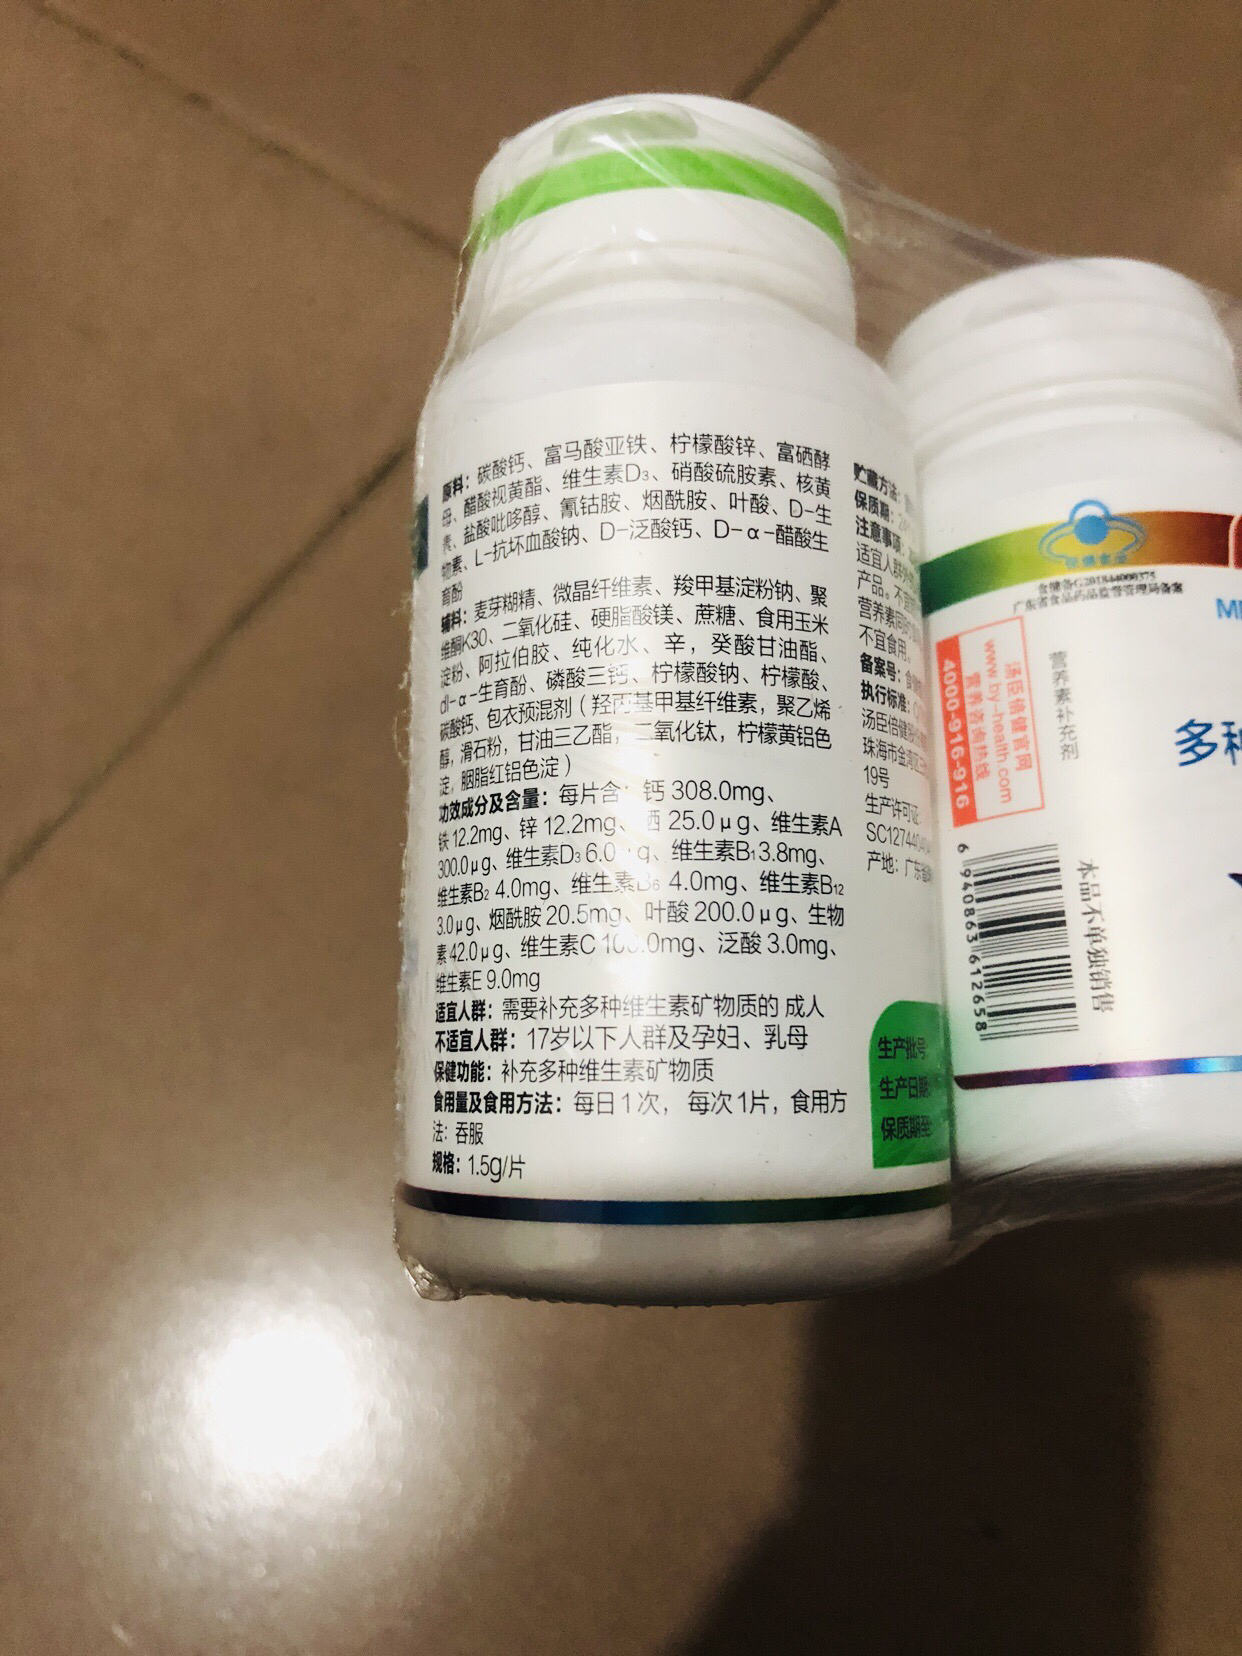 原料：碳酸钙、富马酸亚铁、柠檬酸锌、富硒酵
母、醋酸视黄酯、维生素D₃、硝酸硫胺素、核黄
素、盐酸吡哆醇、氰钴胺、烟酰胺、叶酸、D-生
物素、L-抗坏血酸钠、D-泛酸钙、D-α-醋酸生
育酚
辅料：麦芽糊精、微晶纤维素、羧甲基淀粉钠、聚
维酮K30、二氧化硅、硬脂酸镁、蔗糖、食用玉米
淀粉、阿拉伯胶、纯化水、辛，癸酸甘油酯、
dl-α-生育酚、磷酸三钙、柠檬酸钠、柠檬酸、
碳酸钙、包衣预混剂（羟丙基甲基纤维素，聚乙烯
醇，滑石粉，甘油三乙酯，二氧化钛，柠檬黄铝色
淀，胭脂红铝色淀）
功效成分及含量：每片含：钙 308.0mg、
铁 12.2mg、锌 12.2mg、硒 25.0μg、维生素A
300.0μg、维生素D₃ 6.0μg、维生素B₁ 3.8mg、
维生素B₂ 4.0mg、维生素B₆ 4.0mg、维生素B₁₂
3.0μg、烟酰胺 20.5mg、叶酸 200.0μg、生物
素 42.0μg、维生素C 100.0mg、泛酸 3.0mg、
维生素E 9.0mg
适宜人群：需要补充多种维生素矿物质的 成人
不适宜人群：17岁以下人群及孕妇、乳母
保健功能：补充多种维生素矿物质
食用量及食用方法：每日1次，每次1片，食用方
法：吞服
规格：1.5g/片
贮藏方法：
保质期：
注意事项：
适宜人群
产品。不
营养素同
不宜食用。
备案号：食
执行标准：
汤臣倍健
珠海市金湾区
19号
生产许可证
SC12744
产地：广东省
生产批号
生产日期
保质期至
保健食品
食健备G201844000375
广东省食品药品监督管理局备案
汤臣倍健官网
www.by-health.com
营养咨询热线
4000-916-916
营养素补充剂
多种
6 940863 612658
本品不单独销售